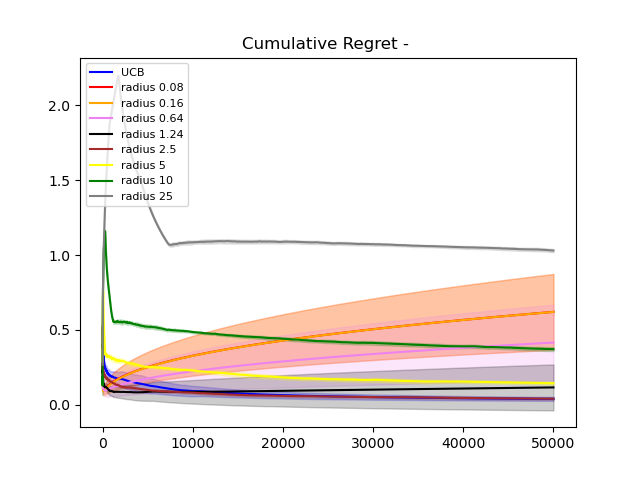 Cumulative Regret -
UCB
radius 0.08
radius 0.16
radius 0.64
radius 1.24
radius 2.5
radius 5
radius 10
radius 25
2.0
1.5
1.0
0.5
0.0
0 10000 20000 30000 40000 50000